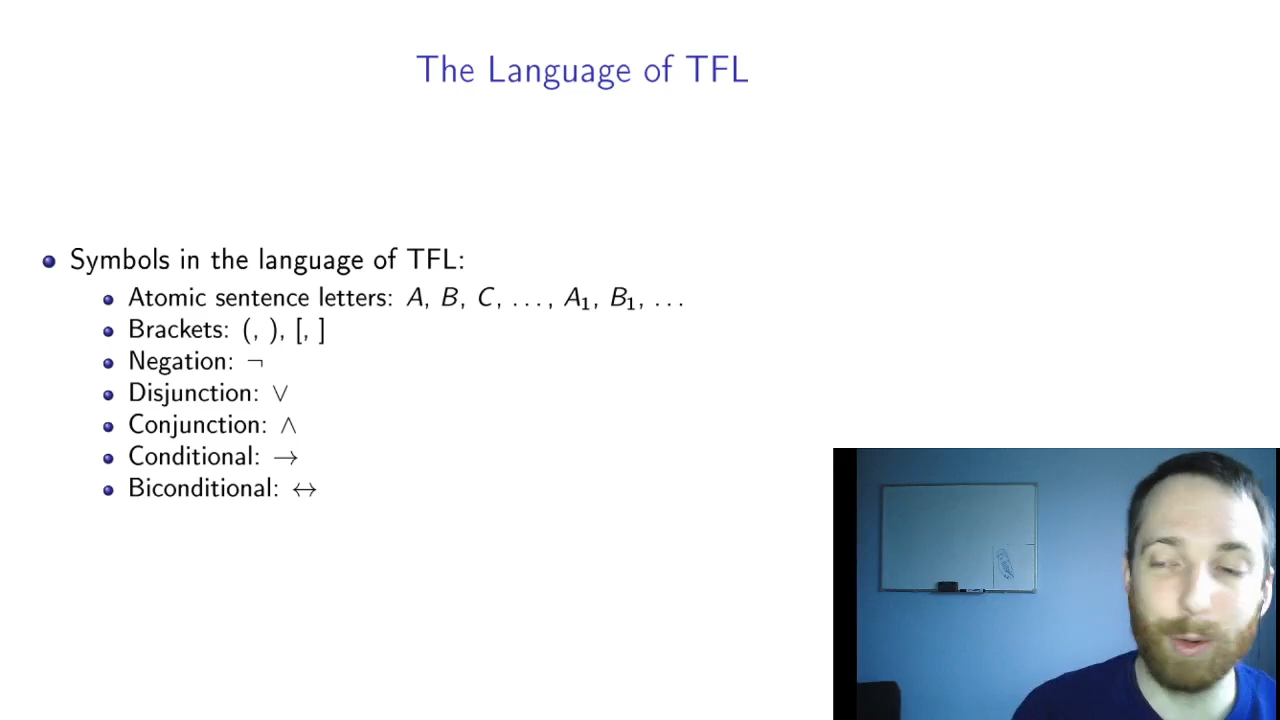 The Language of TFL
Symbols in the language of TFL:
Atomic sentence letters: A, B, C, ..., A₁, B₁, ...
Brackets: (, ), [, ]
Negation: ¬
Disjunction: ∨
Conjunction: ∧
Conditional: →
Biconditional: ↔